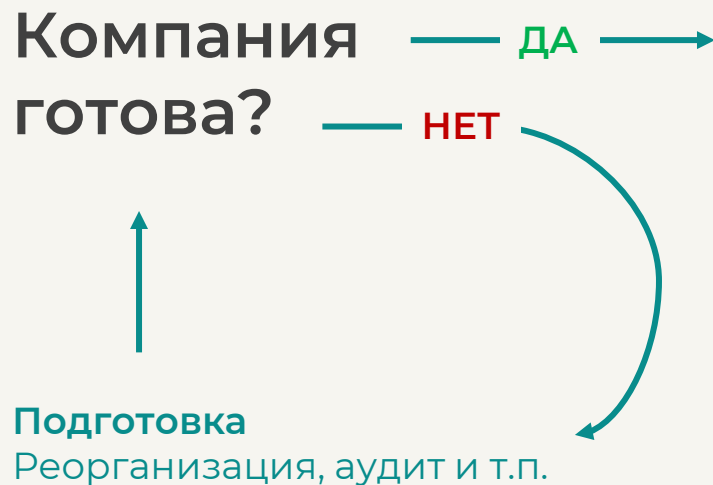 Компания
готова?
ДА
НЕТ
Подготовка
Реорганизация, аудит и т.п.